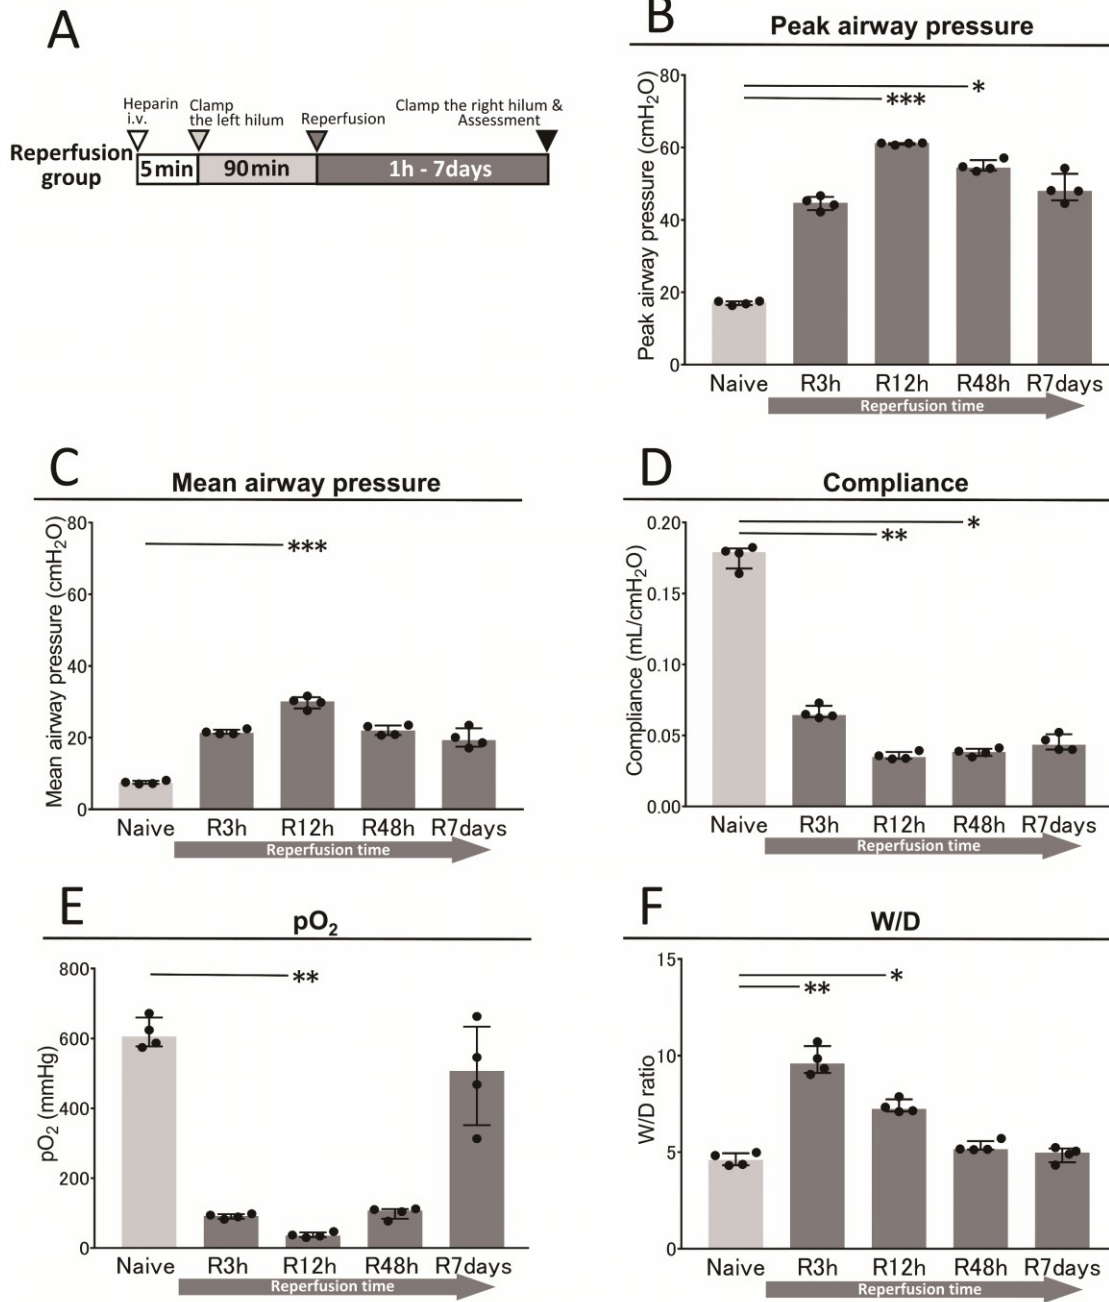 A
Heparin
i.v.
Clamp
the left hilum
Reperfusion
Clamp the right hilum &
Assessment
Reperfusion
group
5min
90min
1h - 7days
B
Peak airway pressure
Peak airway pressure (cmH₂O)
80
60
40
20
0
*
***
Naive R3h R12h R48h R7days
Reperfusion time
C
Mean airway pressure
Mean airway pressure (cmH₂O)
80
60
40
20
0
***
Naive R3h R12h R48h R7days
Reperfusion time
D
Compliance
Compliance (mL/cmH₂O)
0.20
0.15
0.10
0.05
0.00
*
**
Naive R3h R12h R48h R7days
Reperfusion time
E
pO₂
pO₂ (mmHg)
800
600
400
200
0
**
Naive R3h R12h R48h R7days
Reperfusion time
F
W/D
W/D ratio
15
10
5
0
*
**
Naive R3h R12h R48h R7days
Reperfusion time